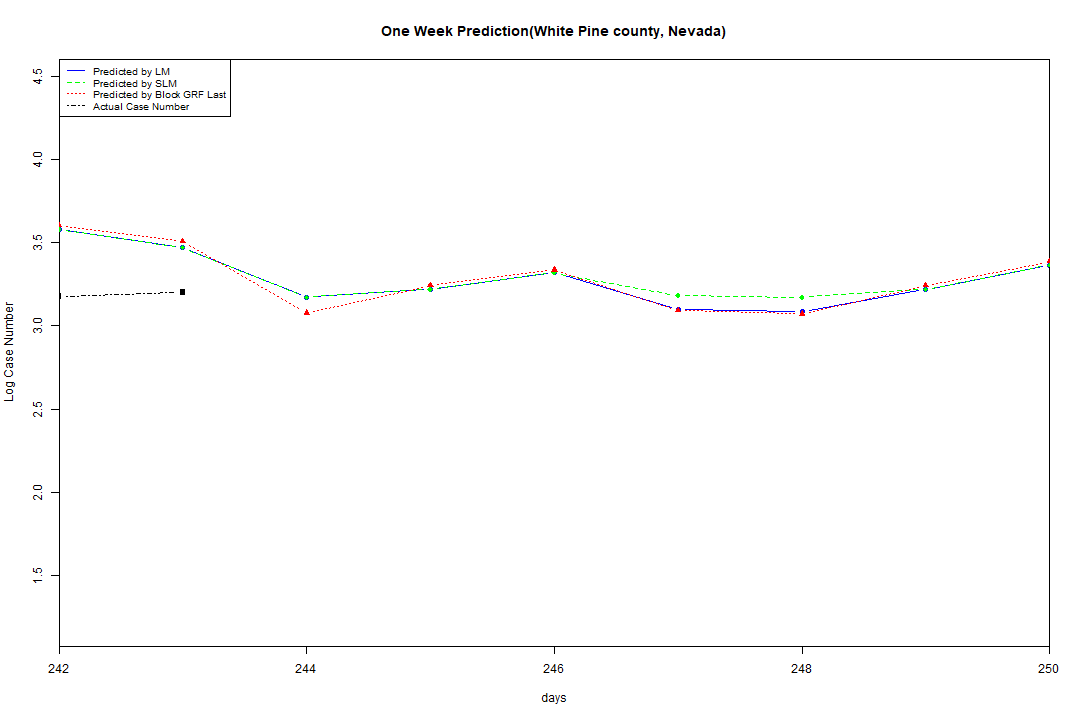 One Week Prediction(White Pine county, Nevada)
Predicted by LM
Predicted by SLM
Predicted by Block GRF Last
Actual Case Number
4.5
4.0
3.5
3.0
2.5
2.0
1.5
Log Case Number
242 244 246 248 250
days